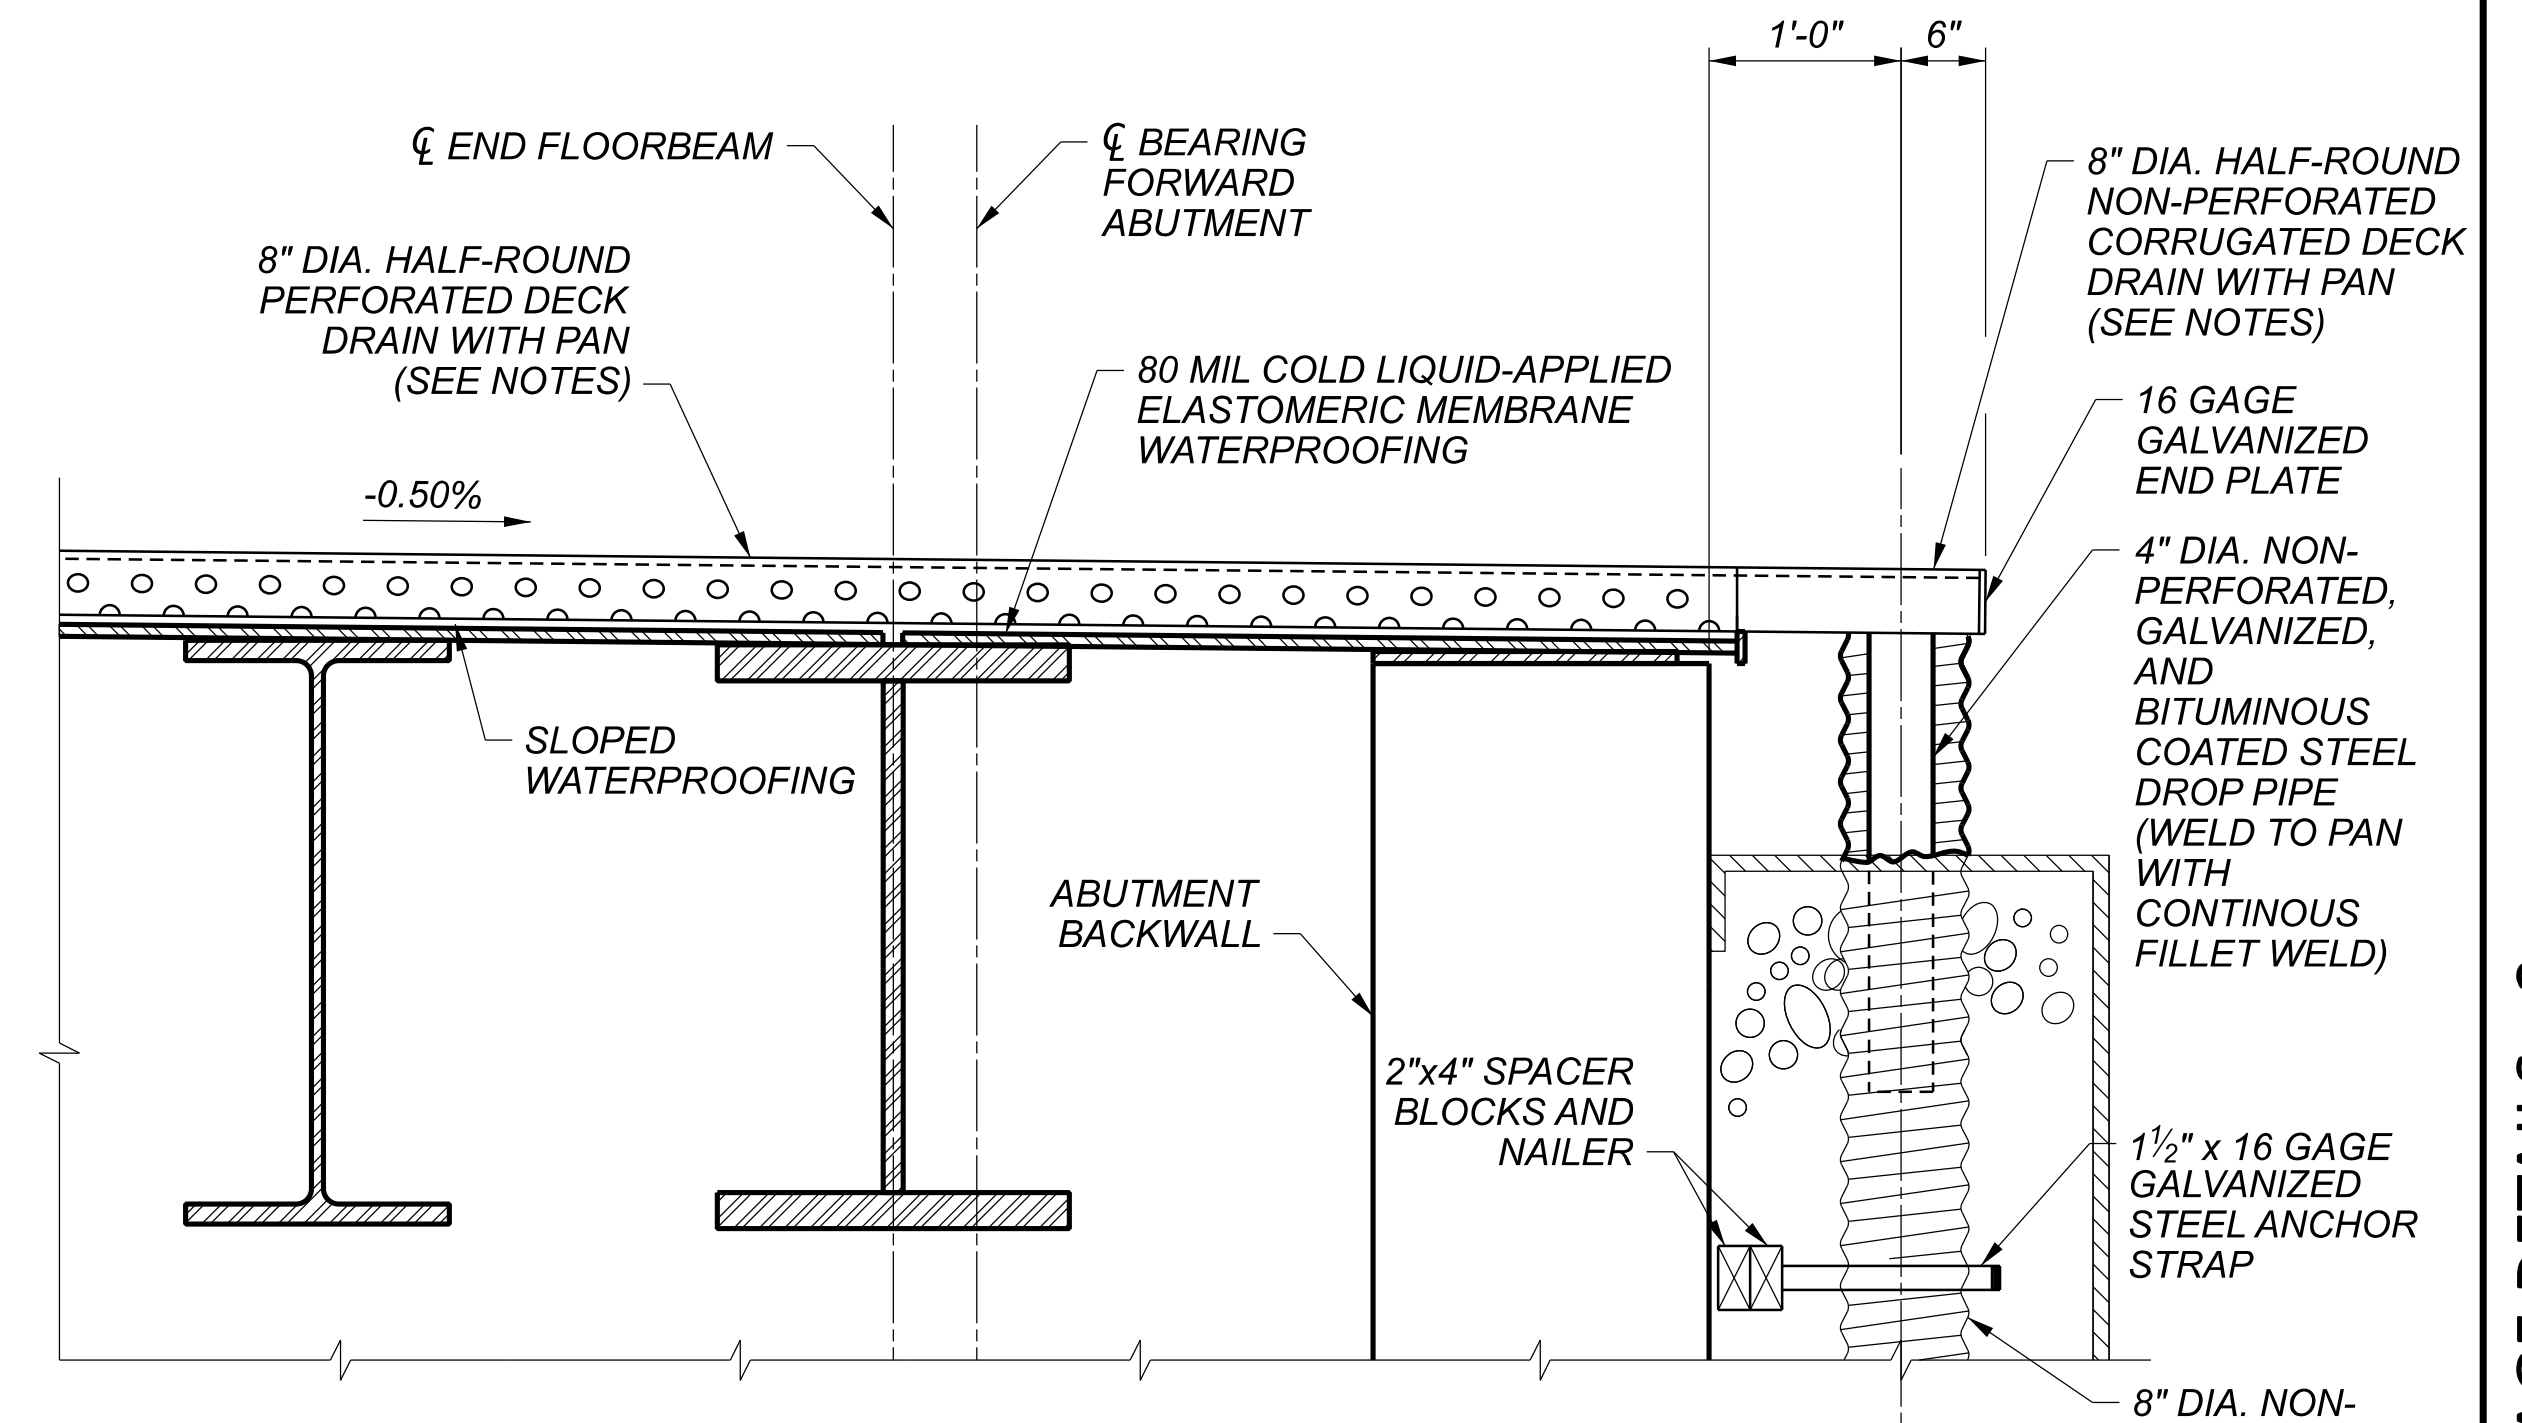 1'-0" 6"
℄ END FLOORBEAM
℄ BEARING
FORWARD
ABUTMENT
8" DIA. HALF-ROUND
NON-PERFORATED
CORRUGATED DECK
DRAIN WITH PAN
(SEE NOTES)
8" DIA. HALF-ROUND
PERFORATED DECK
DRAIN WITH PAN
(SEE NOTES)
80 MIL COLD LIQUID-APPLIED
ELASTOMERIC MEMBRANE
WATERPROOFING
16 GAGE
GALVANIZED
END PLATE
-0.50%
4" DIA. NON-
PERFORATED,
GALVANIZED,
AND
BITUMINOUS
COATED STEEL
DROP PIPE
(WELD TO PAN
WITH
CONTINOUS
FILLET WELD)
SLOPED
WATERPROOFING
ABUTMENT
BACKWALL
2"x4" SPACER
BLOCKS AND
NAILER
1½" x 16 GAGE
GALVANIZED
STEEL ANCHOR
STRAP
8" DIA. NON-